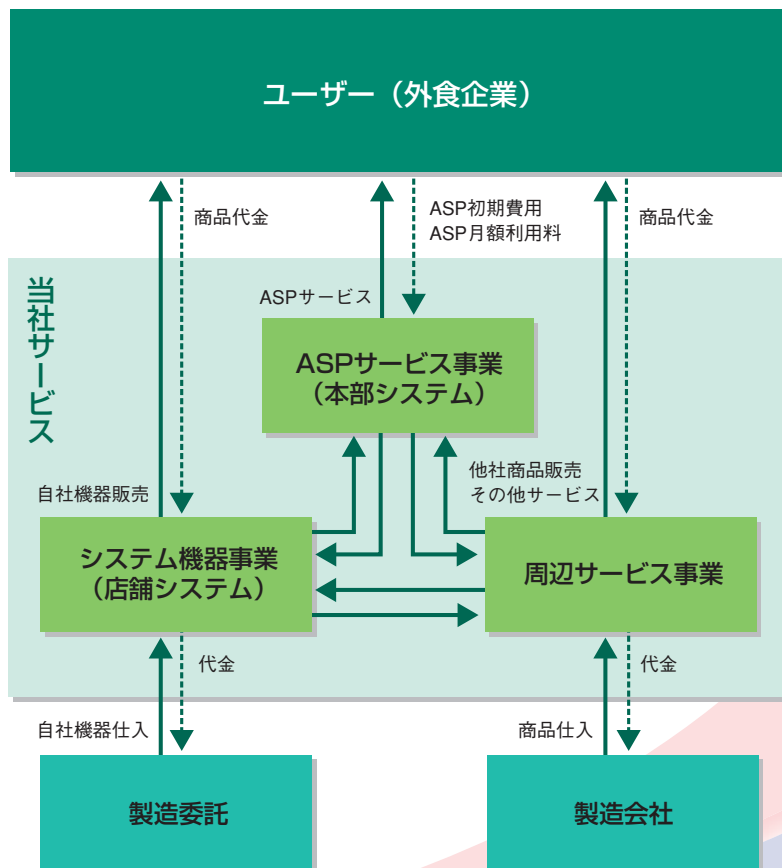 ユーザー（外食企業）
商品代金
ASP初期費用
ASP月額利用料
商品代金
当社サービス
ASPサービス
ASPサービス事業
（本部システム）
自社機器販売
他社商品販売
その他サービス
システム機器事業
（店舗システム）
周辺サービス事業
代金
代金
自社機器仕入
商品仕入
製造委託
製造会社